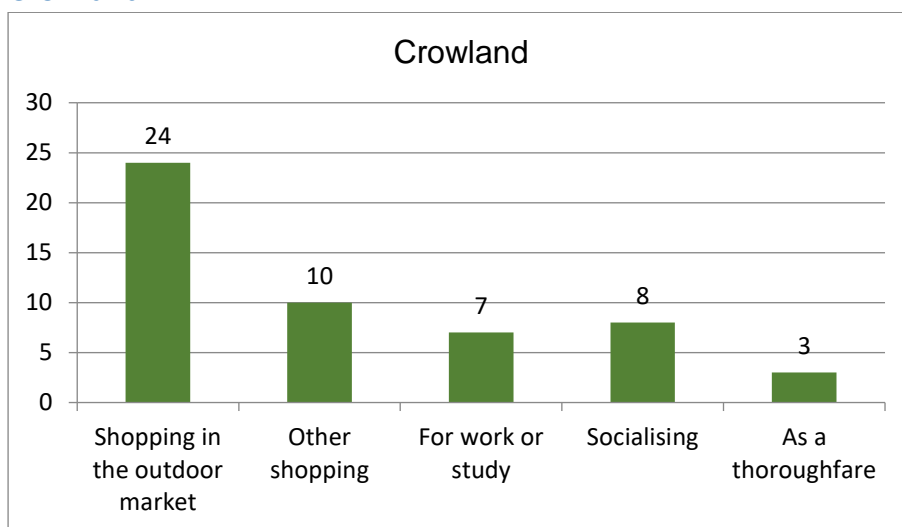 Crowland
30
25
20
15
10
5
0
24
10
7
8
3
Shopping in
the outdoor
market
Other
shopping
For work or
study
Socialising
As a
thoroughfare